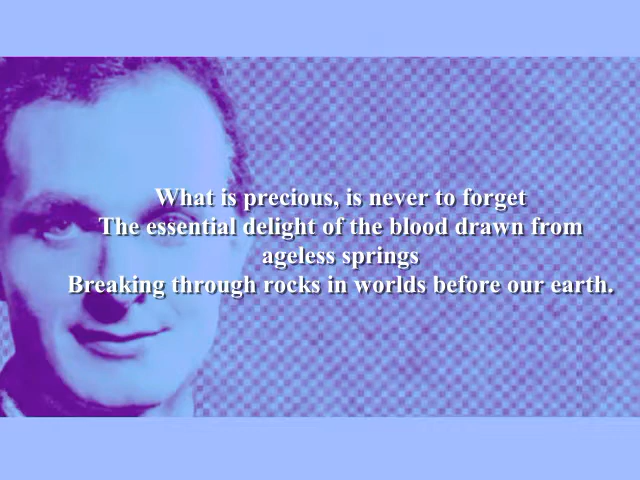 What is precious, is never to forget
The essential delight of the blood drawn from
ageless springs
Breaking through rocks in worlds before our earth.